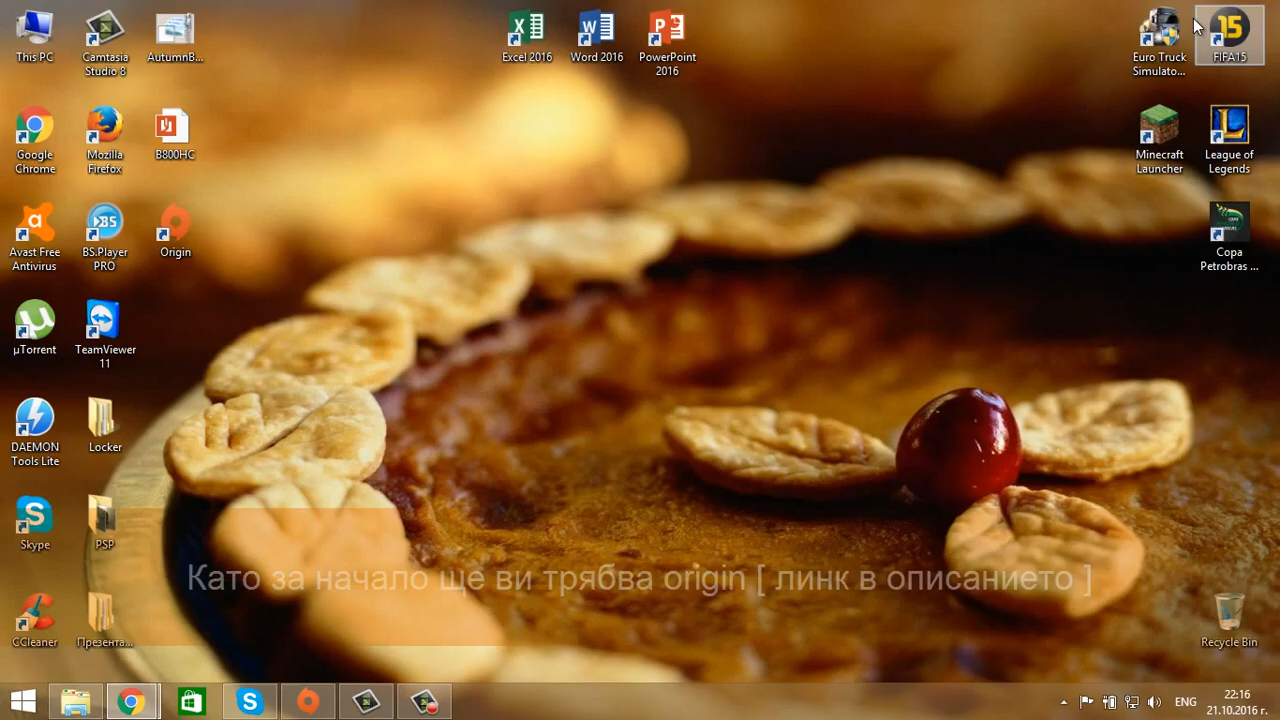 This PC
Camtasia
Studio 8
AutumnB...
Excel 2016
Word 2016
PowerPoint
2016
Euro Truck
Simulato...
15
FIFA15
Google
Chrome
Mozilla
Firefox
B800HC
Minecraft
Launcher
League of
Legends
Avast Free
Antivirus
BS.Player
PRO
Origin
Copa
Petrobras ...
µTorrent
TeamViewer
11
DAEMON
Tools Lite
Locker
Skype
PSP
Като за начало ще ви трябва origin [ линк в описанието ]
CCleaner
Презента...
Recycle Bin
ENG
22:16
21.10.2016 г.